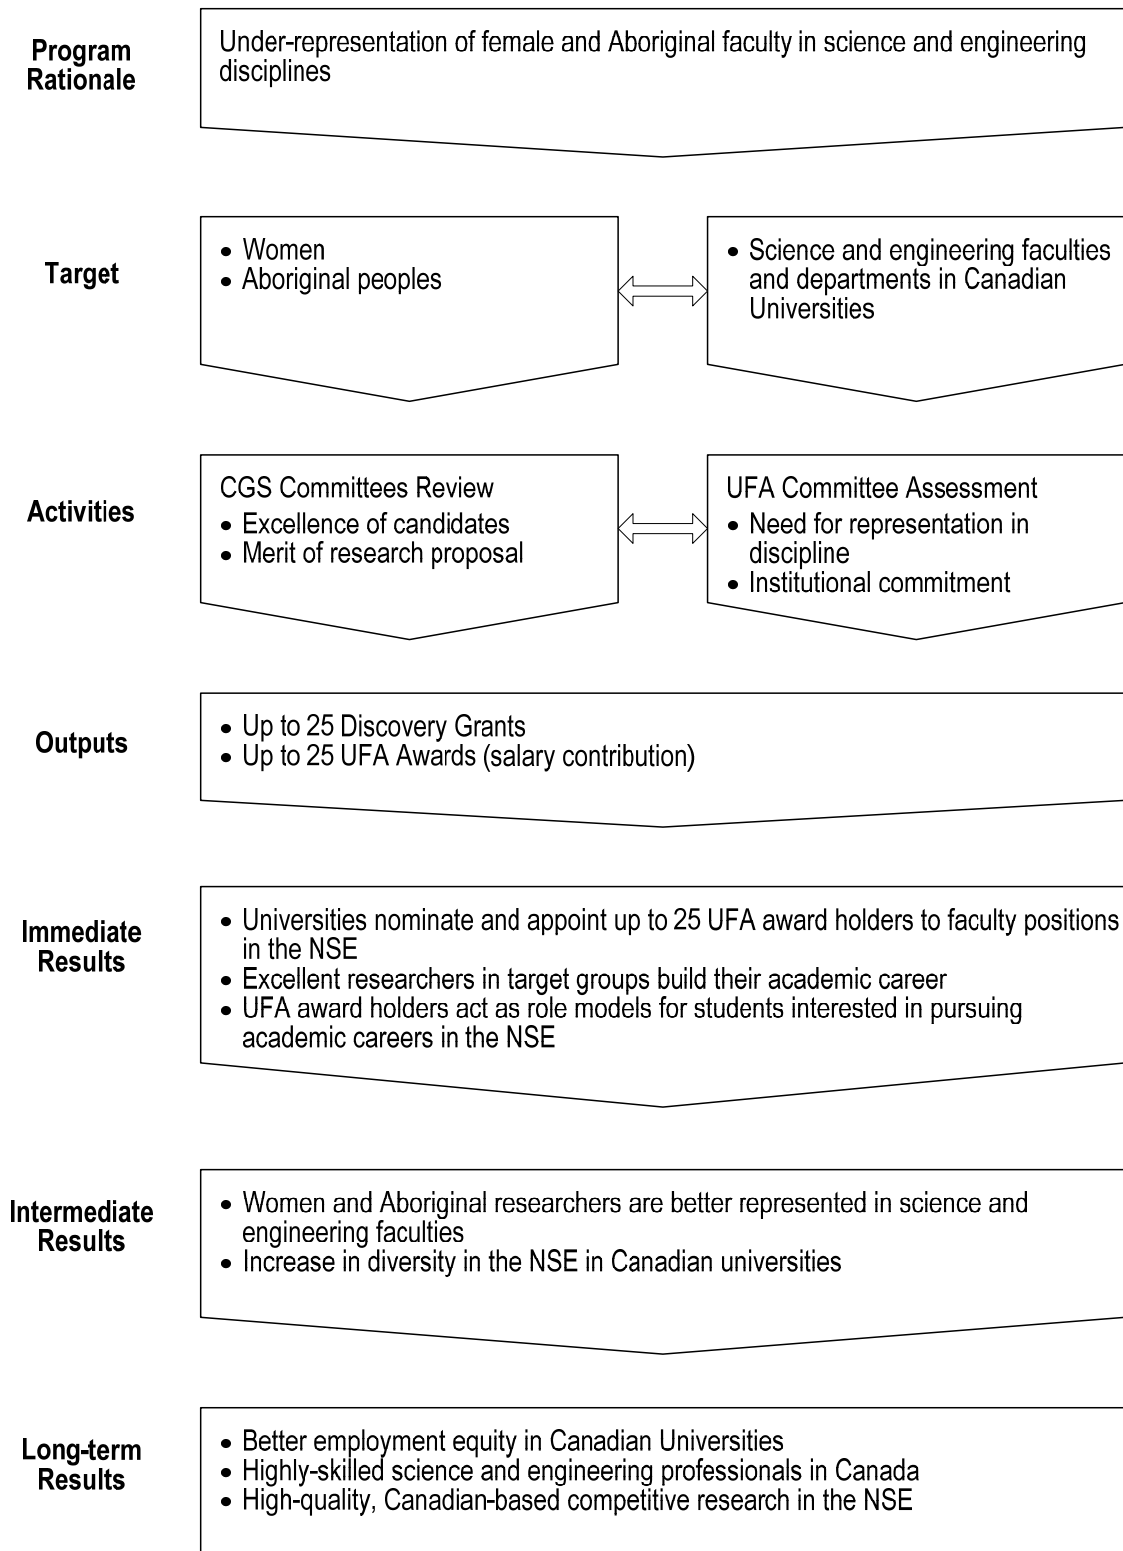 Program
Rationale
Under-representation of female and Aboriginal faculty in science and engineering
disciplines
Target
• Women
• Aboriginal peoples
• Science and engineering faculties
and departments in Canadian
Universities
Activities
CGS Committees Review
• Excellence of candidates
• Merit of research proposal
UFA Committee Assessment
• Need for representation in
discipline
• Institutional commitment
Outputs
• Up to 25 Discovery Grants
• Up to 25 UFA Awards (salary contribution)
Immediate
Results
• Universities nominate and appoint up to 25 UFA award holders to faculty positions
in the NSE
• Excellent researchers in target groups build their academic career
• UFA award holders act as role models for students interested in pursuing
academic careers in the NSE
Intermediate
Results
• Women and Aboriginal researchers are better represented in science and
engineering faculties
• Increase in diversity in the NSE in Canadian universities
Long-term
Results
• Better employment equity in Canadian Universities
• Highly-skilled science and engineering professionals in Canada
• High-quality, Canadian-based competitive research in the NSE